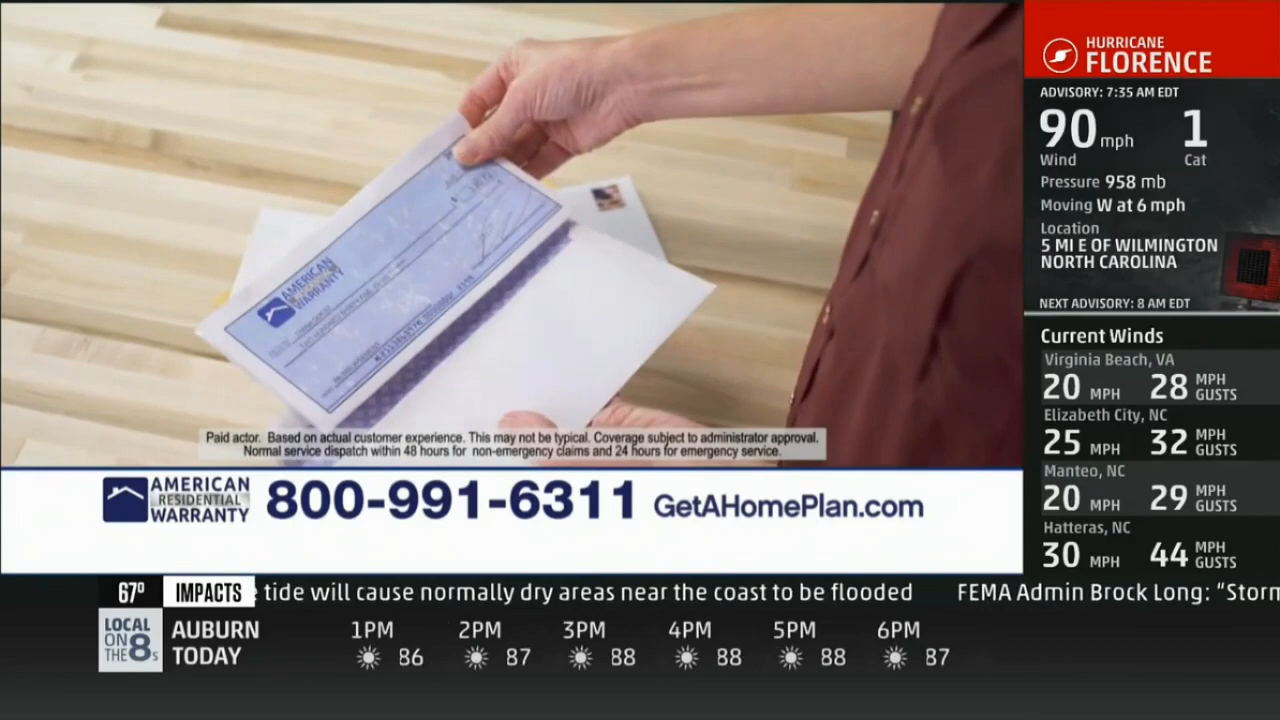 HURRICANE
FLORENCE
ADVISORY: 7:35 AM EDT
90 mph 1
Wind Cat
Pressure 958 mb
Moving W at 6 mph
Location
5 MI E OF WILMINGTON
NORTH CAROLINA
NEXT ADVISORY: 8 AM EDT
Current Winds
Virginia Beach, VA
20 MPH 28 MPH GUSTS
Elizabeth City, NC
25 MPH 32 MPH GUSTS
Manteo, NC
20 MPH 29 MPH GUSTS
Hatteras, NC
30 MPH 44 MPH GUSTS
AMERICAN
WARRANTY
Paid actor. Based on actual customer experience. This may not be typical. Coverage subject to administrator approval.
Normal service dispatch within 48 hours for non-emergency claims and 24 hours for emergency service.
AMERICAN
RESIDENTIAL
WARRANTY
800-991-6311 GetAHomePlan.com
67° IMPACTS tide will cause normally dry areas near the coast to be flooded FEMA Admin Brock Long: “Storm
LOCAL
ON
THE 8s
AUBURN
TODAY
1PM 2PM 3PM 4PM 5PM 6PM
86 87 88 88 88 87